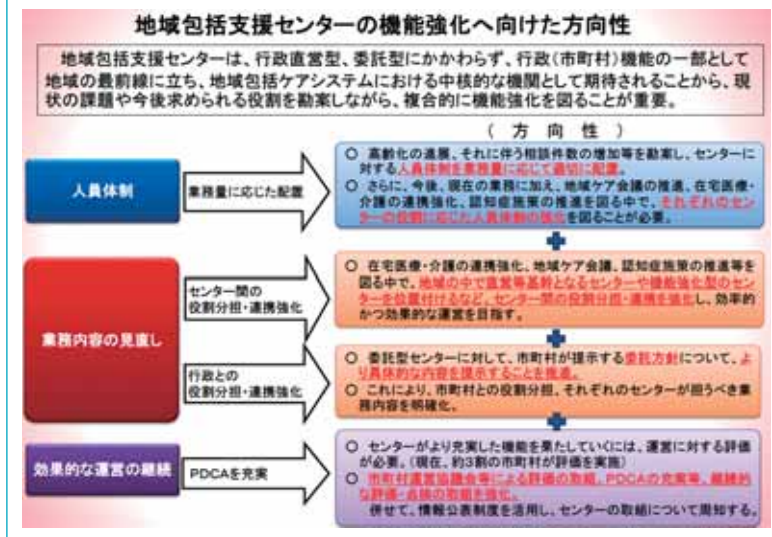 地域包括支援センターの機能強化へ向けた方向性
地域包括支援センターは、行政直営型、委託型にかかわらず、行政(市町村)機能の一部として
地域の最前線に立ち、地域包括ケアシステムにおける中核的な機関として期待されることから、現
状の課題や今後求められる役割を勘案しながら、複合的に機能強化を図ることが重要。
( 方 向 性 )
人員体制
業務量に応じた配置
○ 高齢化の進展、それに伴う相談件数の増加等を勘案し、センターに
対する人員体制を業務量に応じて適切に配置。
○ さらに、今後、現在の業務に加え、地域ケア会議の推進、在宅医療・
介護の連携強化、認知症施策の推進を図る中で、それぞれのセン
ターの役割に応じた人員体制の強化を図ることが必要。
業務内容の見直し
センター間の
役割分担・連携強化
○ 在宅医療・介護の連携強化、地域ケア会議、認知症施策の推進等を
図る中で、地域の中で直営等基幹となるセンターや機能強化型のセン
ターを位置付けるなど、センター間の役割分担・連携を強化し、効率的
かつ効果的な運営を目指す。
行政との
役割分担・連携強化
○ 委託型センターに対して、市町村が提示する委託方針について、よ
り具体的な内容を提示することを推進。
○ これにより、市町村との役割分担、それぞれのセンターが担うべき業
務内容を明確化。
効果的な運営の継続
PDCAを充実
○ センターがより充実した機能を果たしていくには、運営に対する評価
が必要。(現在、約3割の市町村が評価を実施)
○ 市町村運営協議会等による評価の取組、PDCAの充実等、継続的
な評価・点検の取組を強化。
併せて、情報公表制度を活用し、センターの取組について周知する。